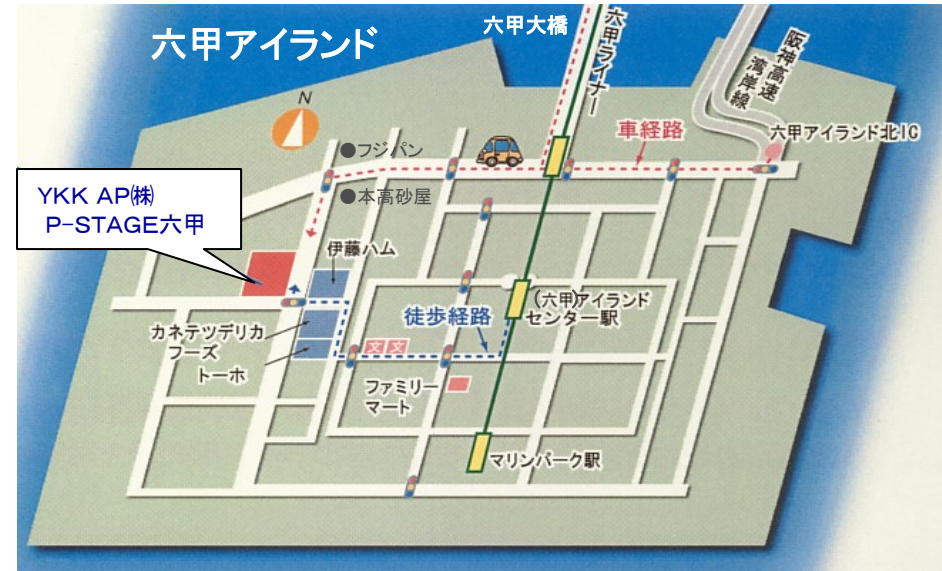 六甲アイランド
六甲大橋
六甲ライナー
阪神高速
湾岸線
N
車経路
六甲アイランド北IC
●フジパン
●本高砂屋
YKK AP㈱
P-STAGE六甲
伊藤ハム
(六甲)アイランド
センター駅
徒歩経路
カネテツデリカ
フーズ
トーホ
文文
ファミリー
マート
マリンパーク駅